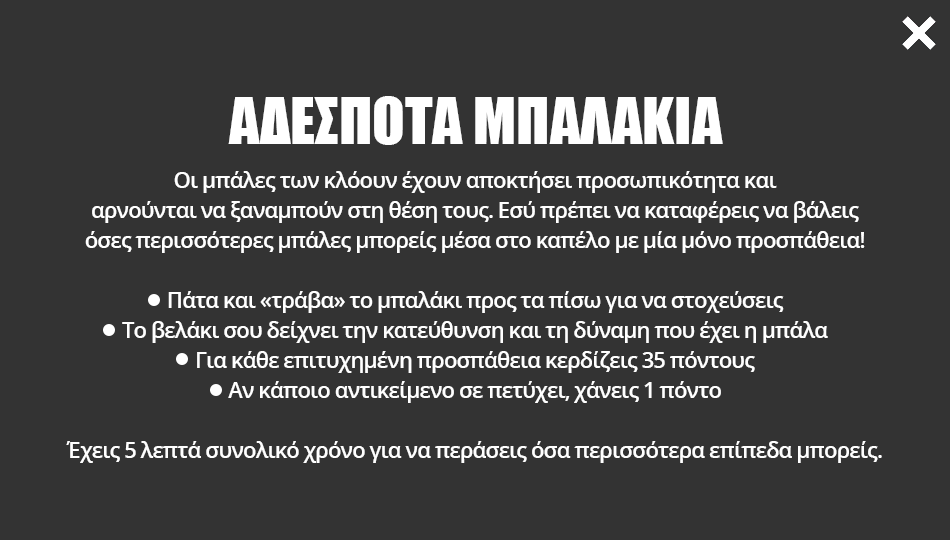 ΑΔΕΣΠΟΤΑ ΜΠΑΛΑΚΙΑ
Οι μπάλες των κλόουν έχουν αποκτήσει προσωπικότητα και
αρνούνται να ξαναμπούν στη θέση τους. Εσύ πρέπει να καταφέρεις να βάλεις
όσες περισσότερες μπάλες μπορείς μέσα στο καπέλο με μία μόνο προσπάθεια!
● Πάτα και «τράβα» το μπαλάκι προς τα πίσω για να στοχεύσεις
● Το βελάκι σου δείχνει την κατεύθυνση και τη δύναμη που έχει η μπάλα
● Για κάθε επιτυχημένη προσπάθεια κερδίζεις 35 πόντους
● Αν κάποιο αντικείμενο σε πετύχει, χάνεις 1 πόντο
Έχεις 5 λεπτά συνολικό χρόνο για να περάσεις όσα περισσότερα επίπεδα μπορείς.